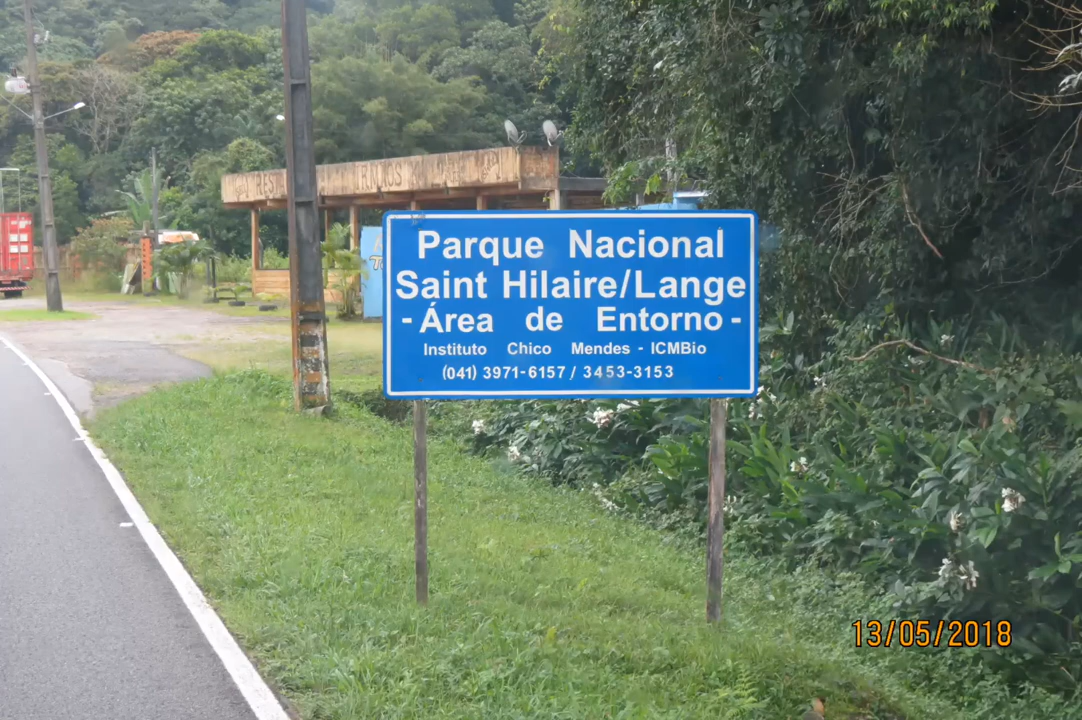 Parque Nacional
Saint Hilaire/Lange
- Área de Entorno -
Instituto Chico Mendes - ICMBio
(041) 3971-6157 / 3453-3153
13/05/2018